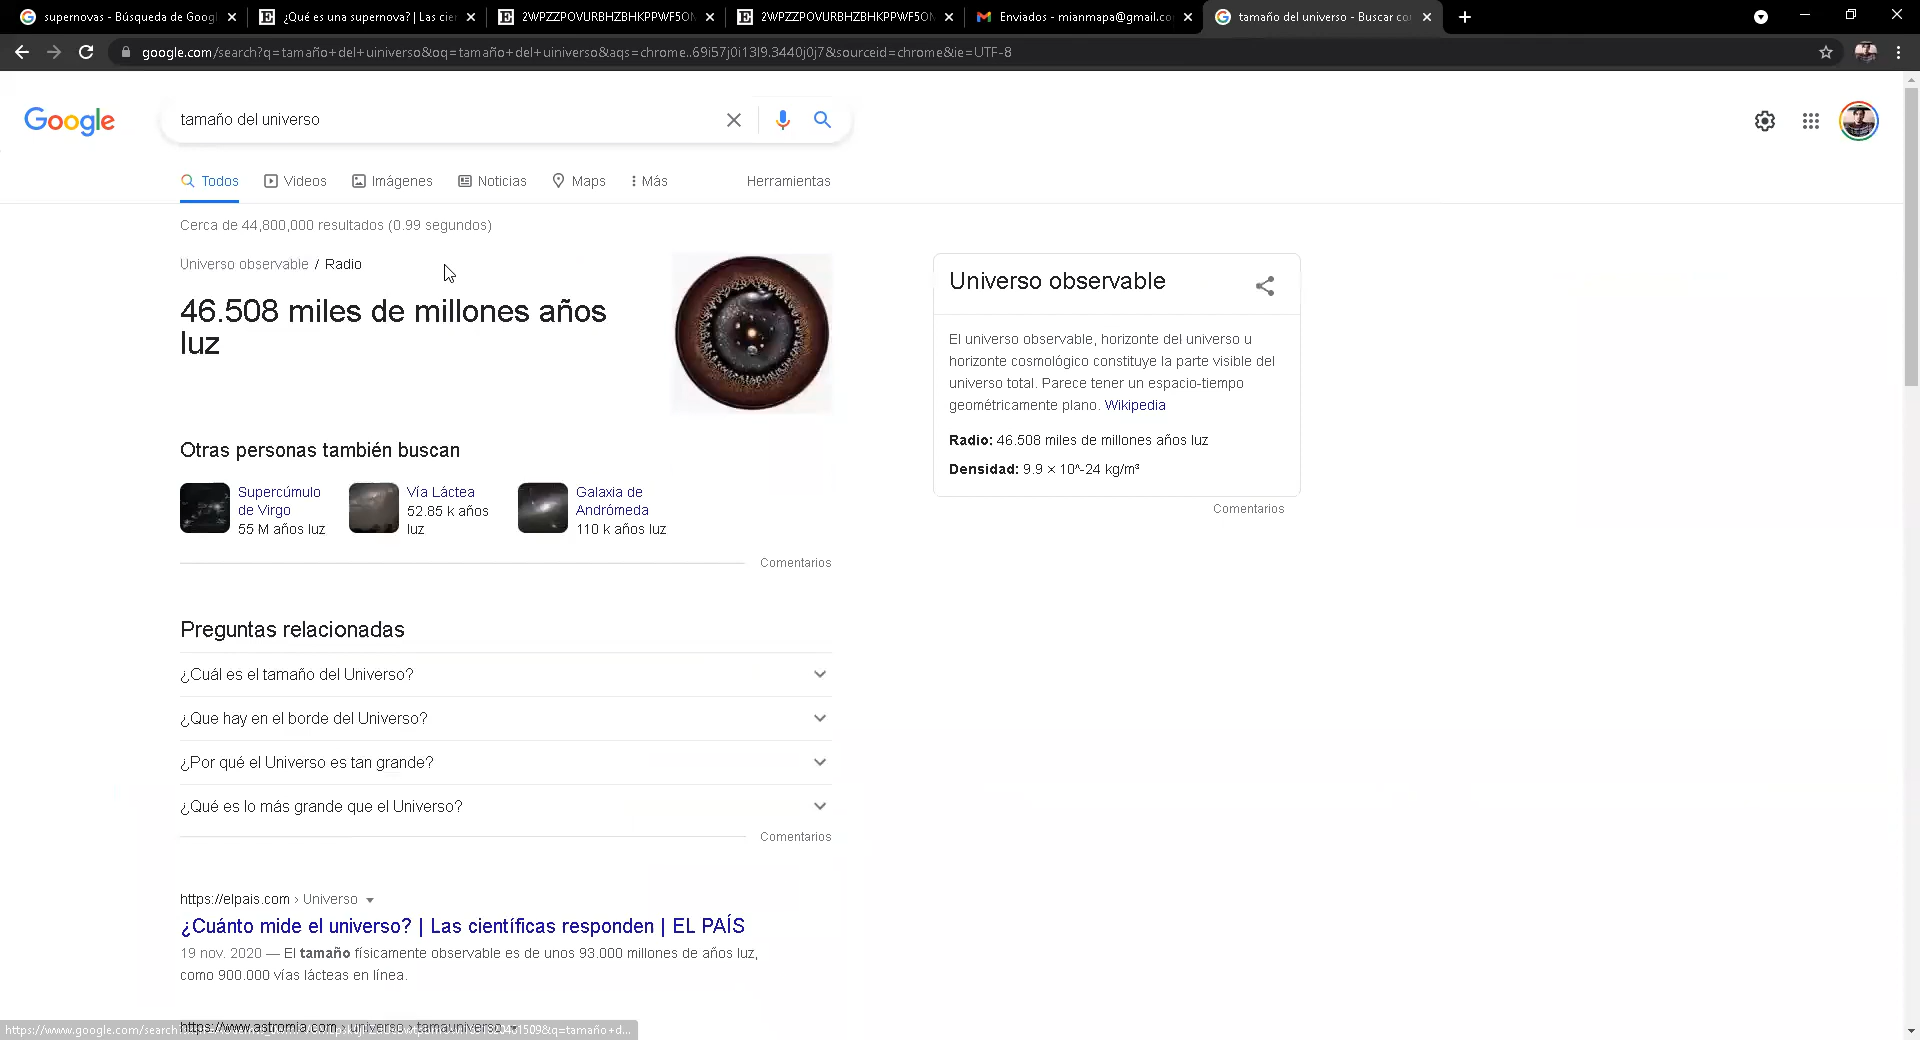 supernovas - Búsqueda de Googl
¿Qué es una supernova? | Las cie
2WPZZPOVURBHZBHKPPWF5ON
2WPZZPOVURBHZBHKPPWF5ON
Enviados - mianmapa@gmail.co
tamaño del universo - Buscar co
google.com/search?q=tamaño+del+uiniverso&oq=tamaño+del+uiniverso&aqs=chrome..69i57j0i13l9.3440j0j7&sourceid=chrome&ie=UTF-8
Google
tamaño del universo
Todos
Videos
Imágenes
Noticias
Maps
Más
Herramientas
Cerca de 44,800,000 resultados (0.99 segundos)
Universo observable / Radio
46.508 miles de millones años
luz
Otras personas también buscan
Supercúmulo
de Virgo
55 M años luz
Vía Láctea
52.85 k años
luz
Galaxia de
Andrómeda
110 k años luz
Comentarios
Universo observable
El universo observable, horizonte del universo u
horizonte cosmológico constituye la parte visible del
universo total. Parece tener un espacio-tiempo
geométricamente plano. Wikipedia
Radio: 46.508 miles de millones años luz
Densidad: 9.9 × 10^-24 kg/m³
Comentarios
Preguntas relacionadas
¿Cuál es el tamaño del Universo?
¿Que hay en el borde del Universo?
¿Por qué el Universo es tan grande?
¿Qué es lo más grande que el Universo?
Comentarios
https://elpais.com › Universo
¿Cuánto mide el universo? | Las científicas responden | EL PAÍS
19 nov. 2020 — El tamaño físicamente observable es de unos 93.000 millones de años luz,
como 900.000 vías lácteas en línea.
https://www.astromia.com › universo › tamauniverso
https://www.google.com/search